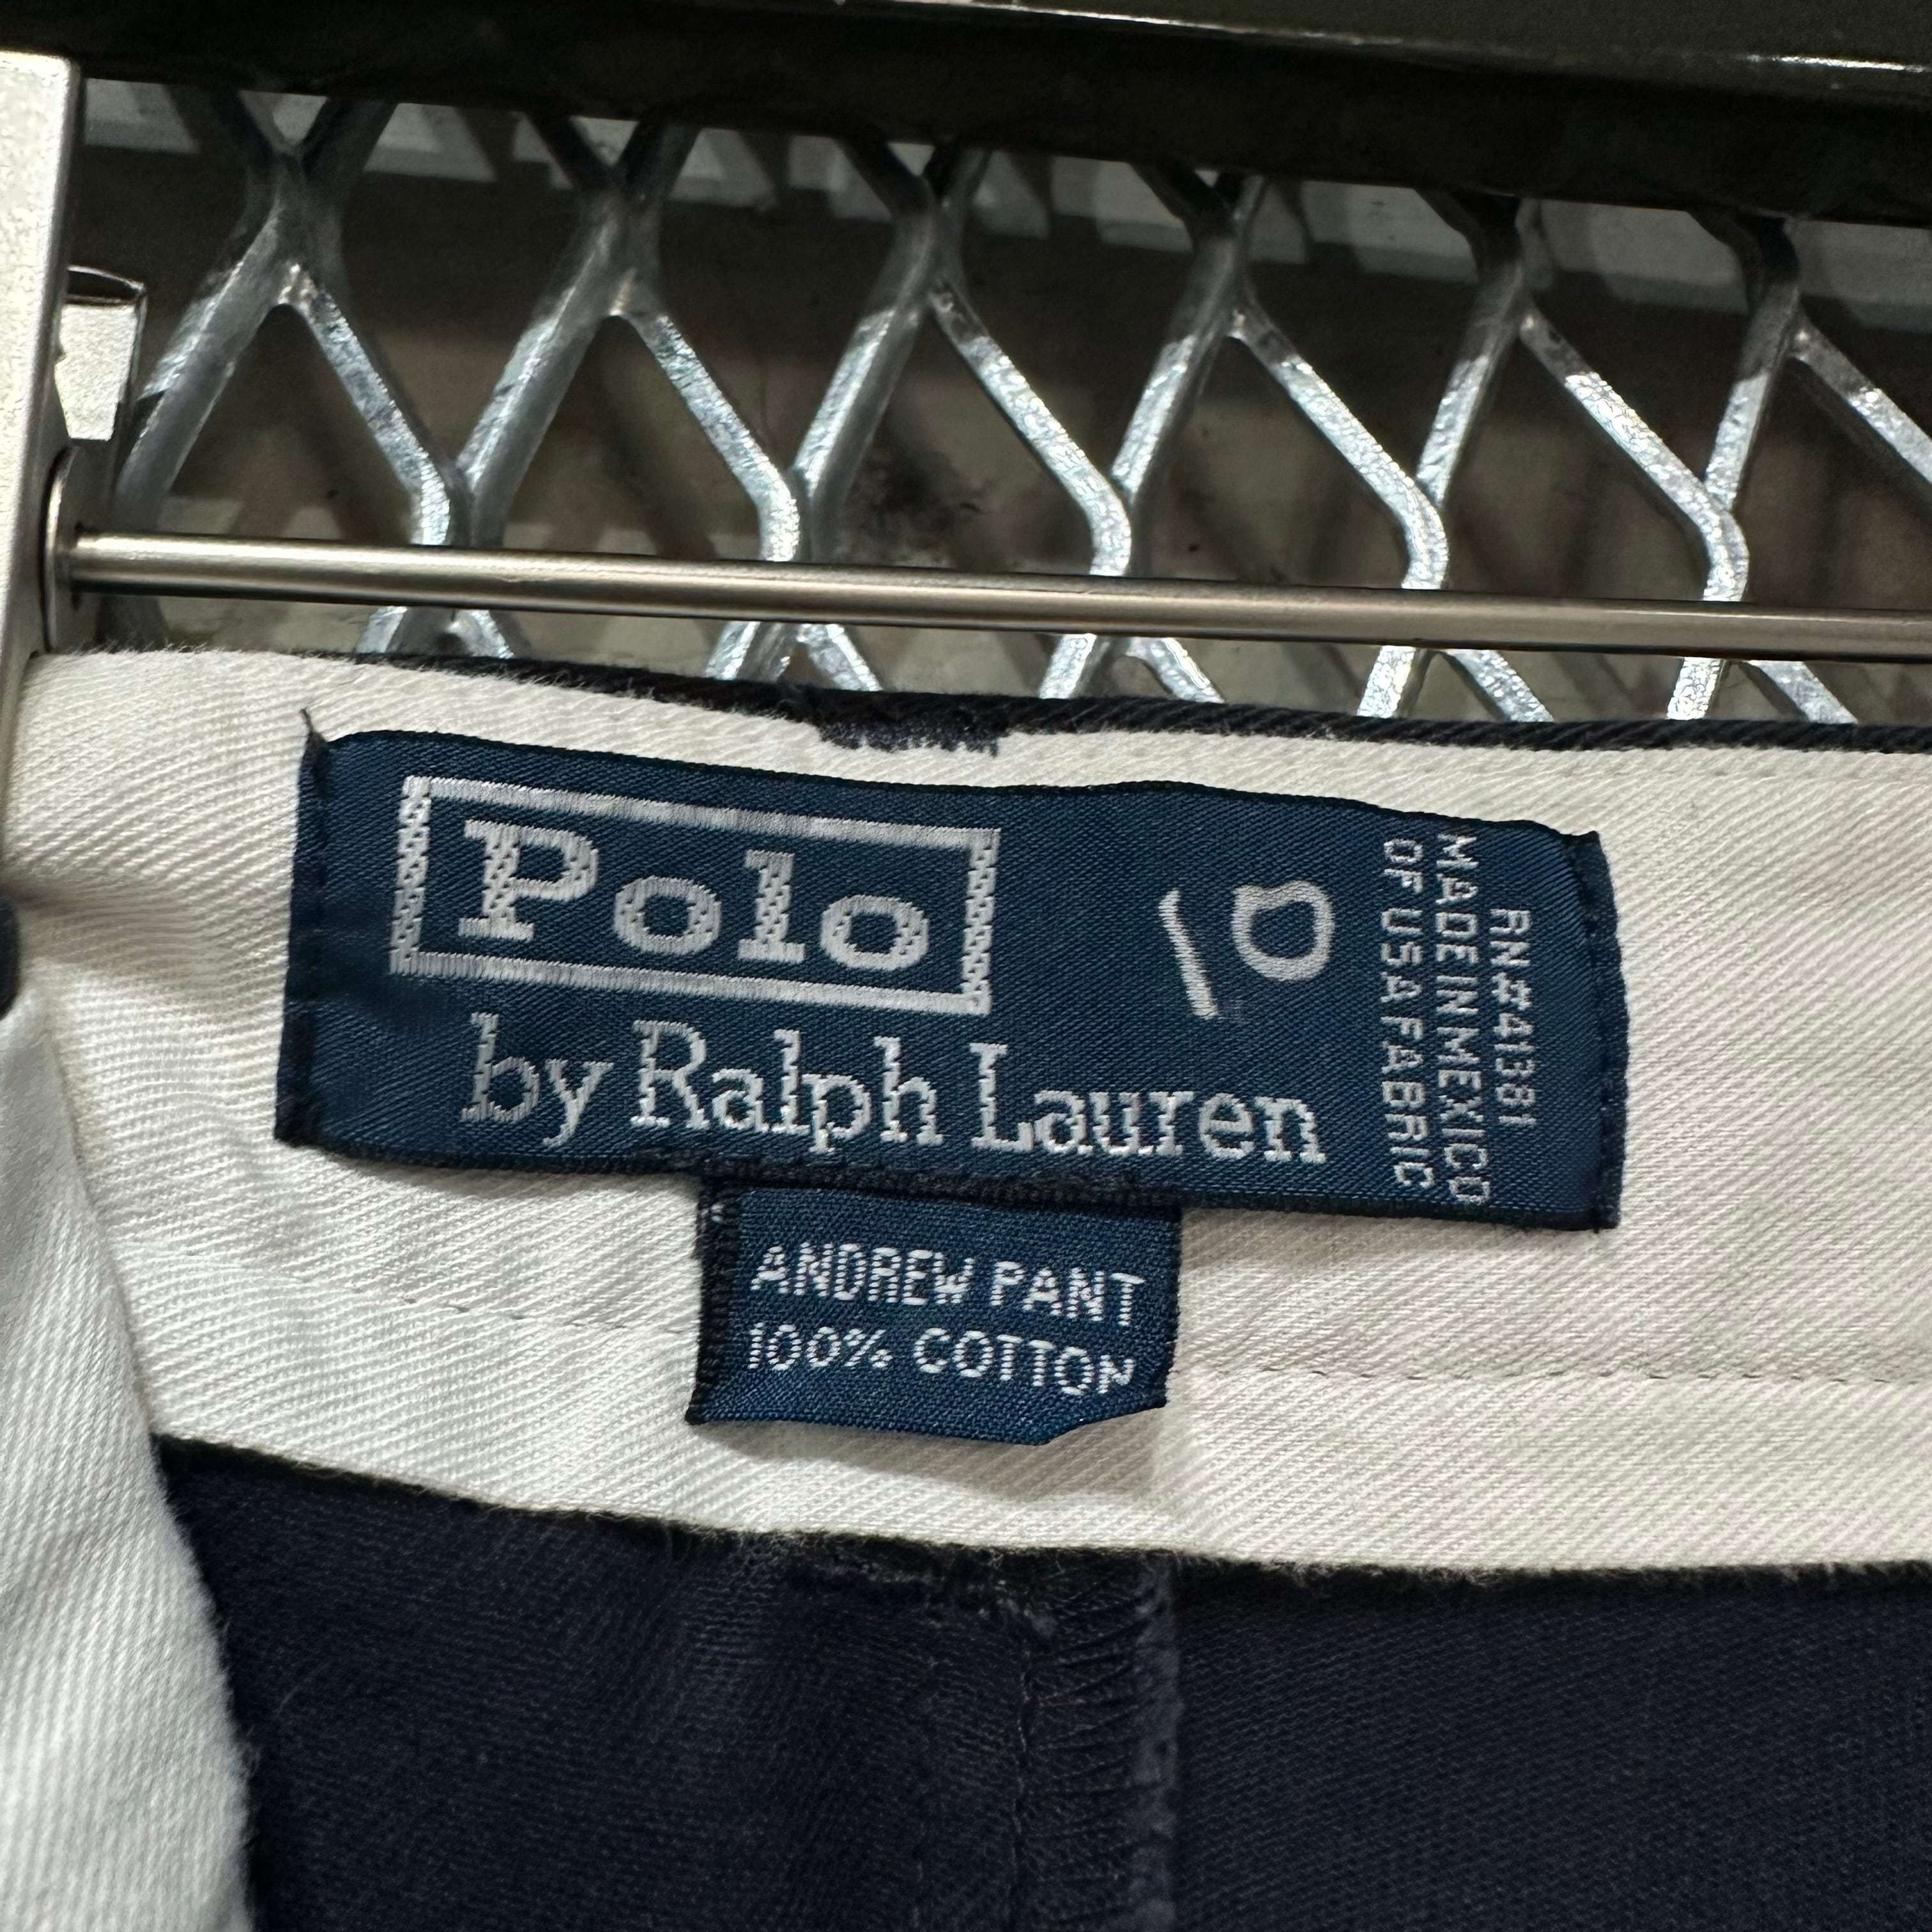 Polo
by Ralph Lauren
10
RN#41381
MADE IN MEXICO
OF USA FABRIC
ANDREW PANT
100% COTTON